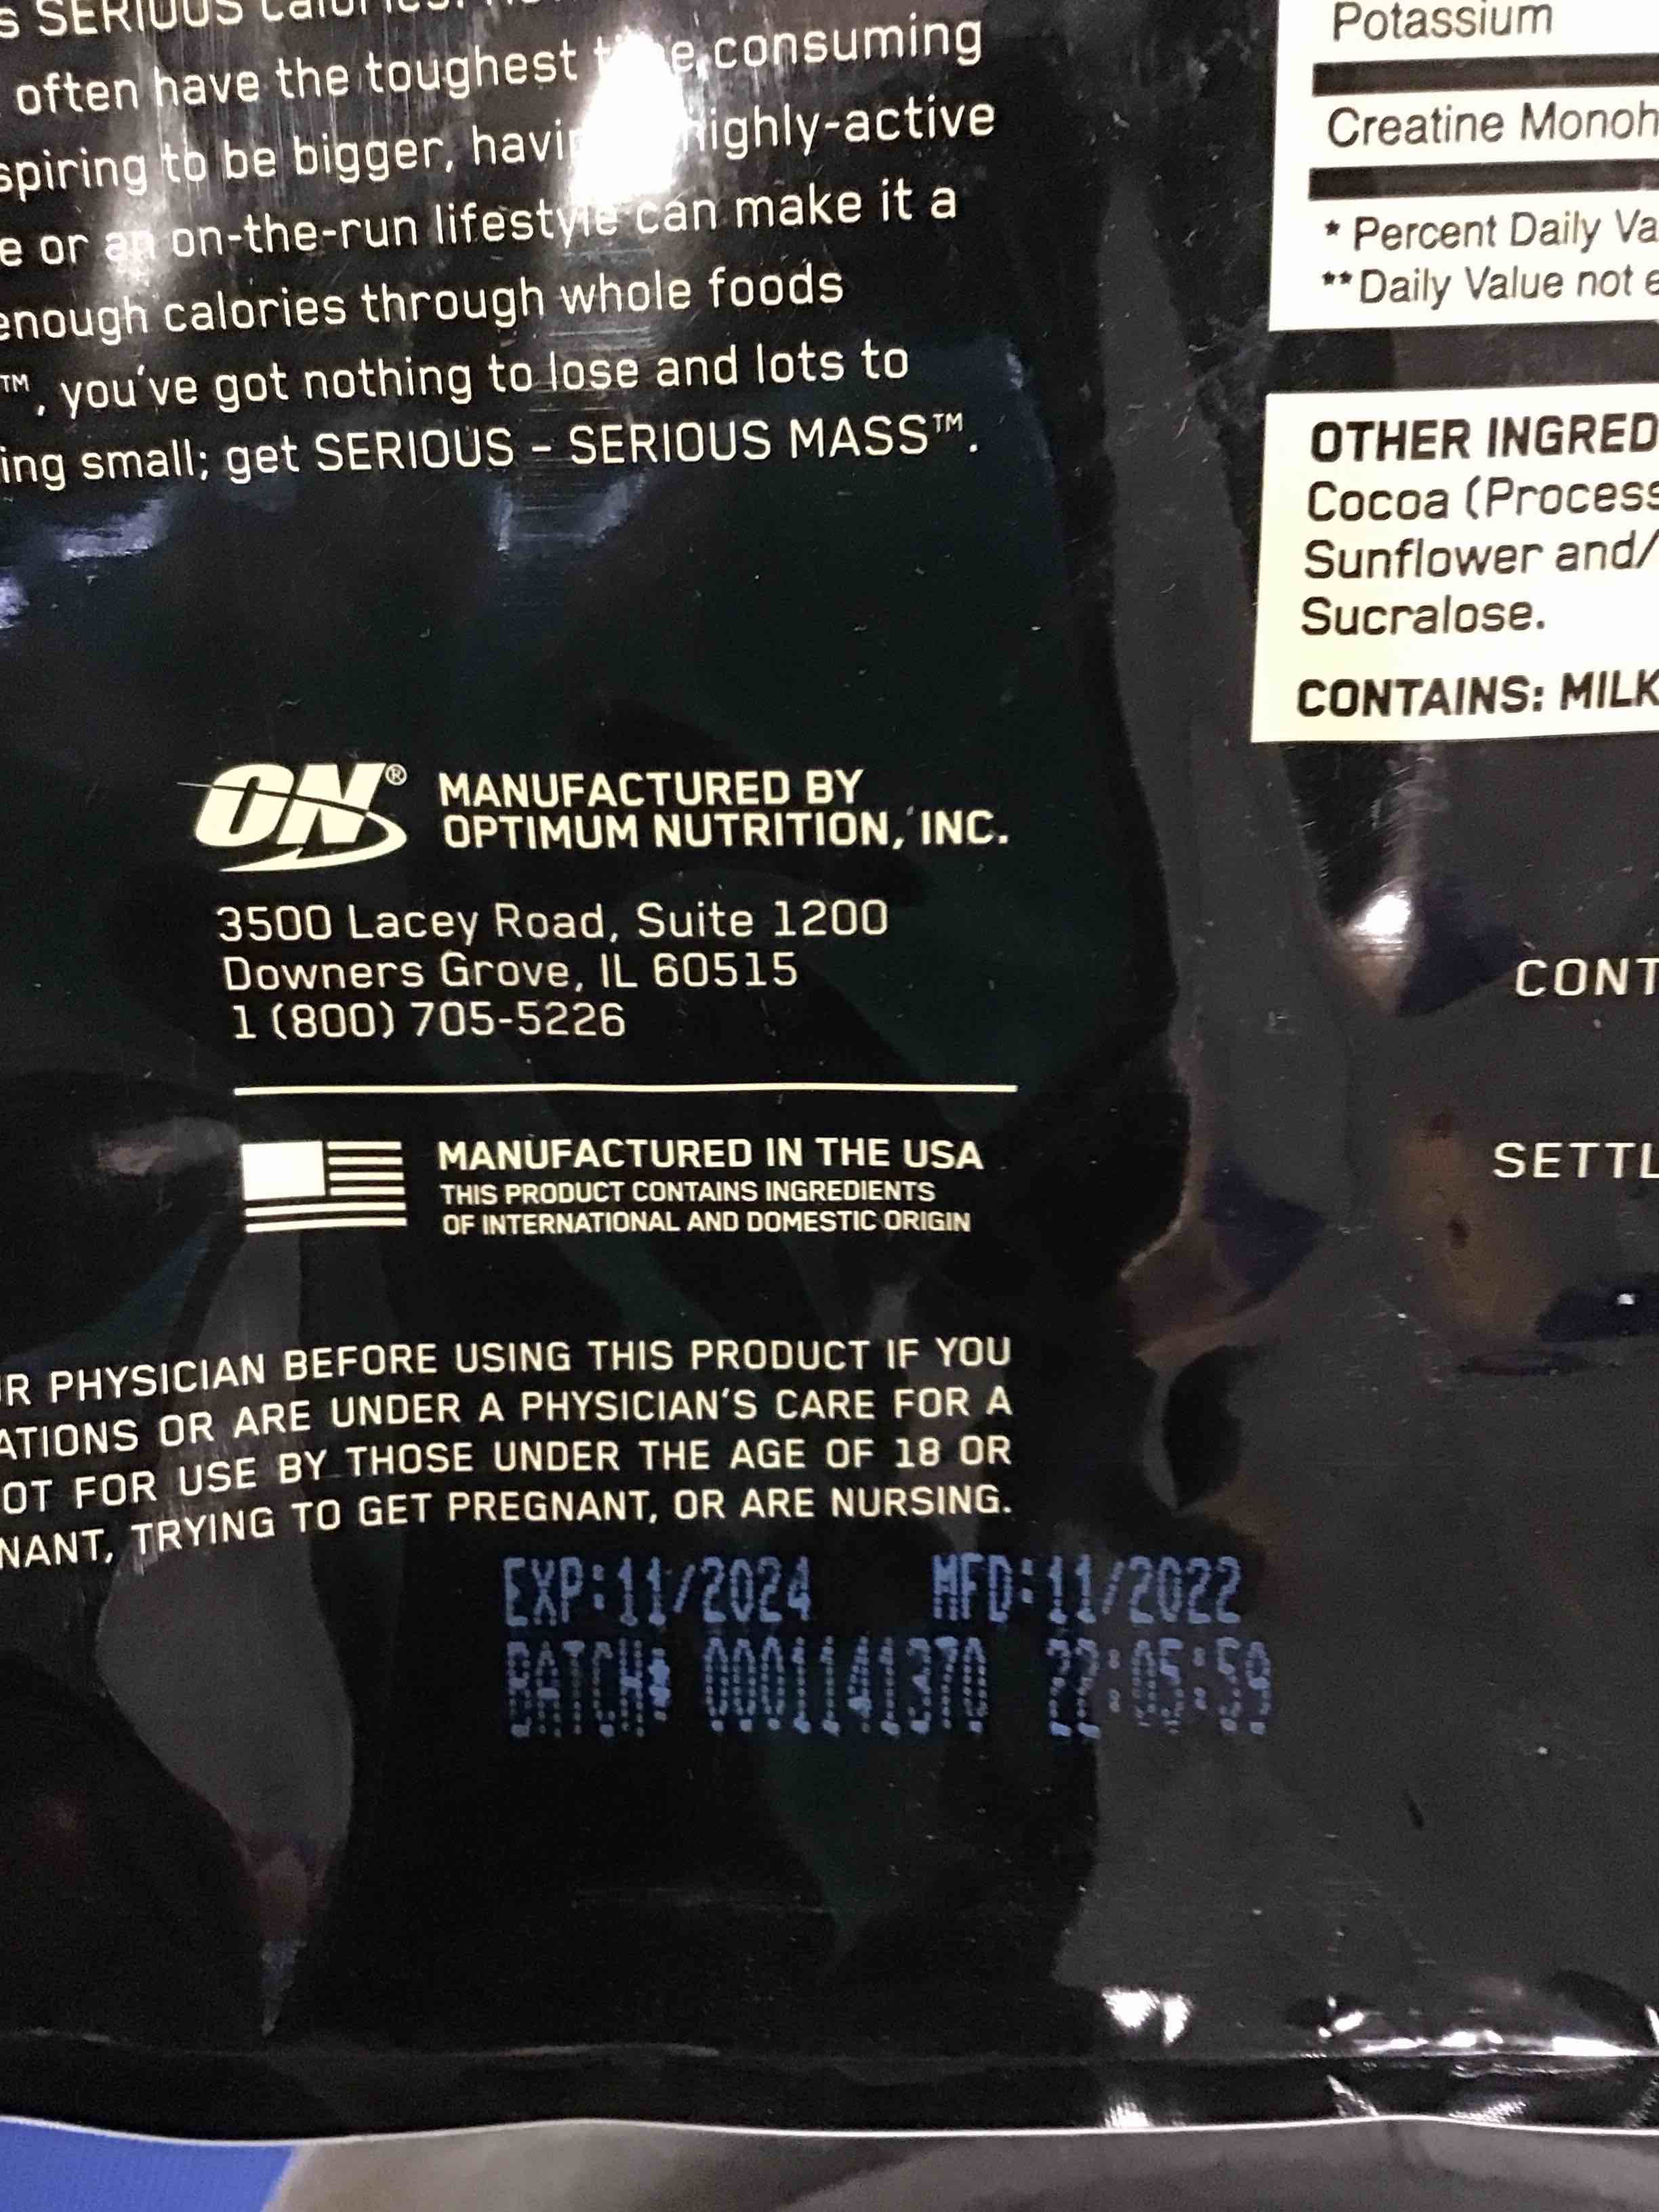 SERIOUS
often have the toughest consuming
spiring to be bigger, highly-active
e or an on-the-run lifestyle can make it a
enough calories through whole foods
™, you've got nothing to lose and lots to
ing small; get SERIOUS – SERIOUS MASS™.
ON®
MANUFACTURED BY
OPTIMUM NUTRITION, INC.
3500 Lacey Road, Suite 1200
Downers Grove, IL 60515
1 (800) 705-5226
MANUFACTURED IN THE USA
THIS PRODUCT CONTAINS INGREDIENTS
OF INTERNATIONAL AND DOMESTIC ORIGIN
R PHYSICIAN BEFORE USING THIS PRODUCT IF YOU
ATIONS OR ARE UNDER A PHYSICIAN'S CARE FOR A
OT FOR USE BY THOSE UNDER THE AGE OF 18 OR
NANT, TRYING TO GET PREGNANT, OR ARE NURSING.
EXP:11/2024 MFD:11/2022
BATCH# 0001141370 22:05:59
Potassium
Creatine Monoh
* Percent Daily Va
**Daily Value not e
OTHER INGRED
Cocoa (Process
Sunflower and/
Sucralose.
CONTAINS: MILK
CONT
SETTL